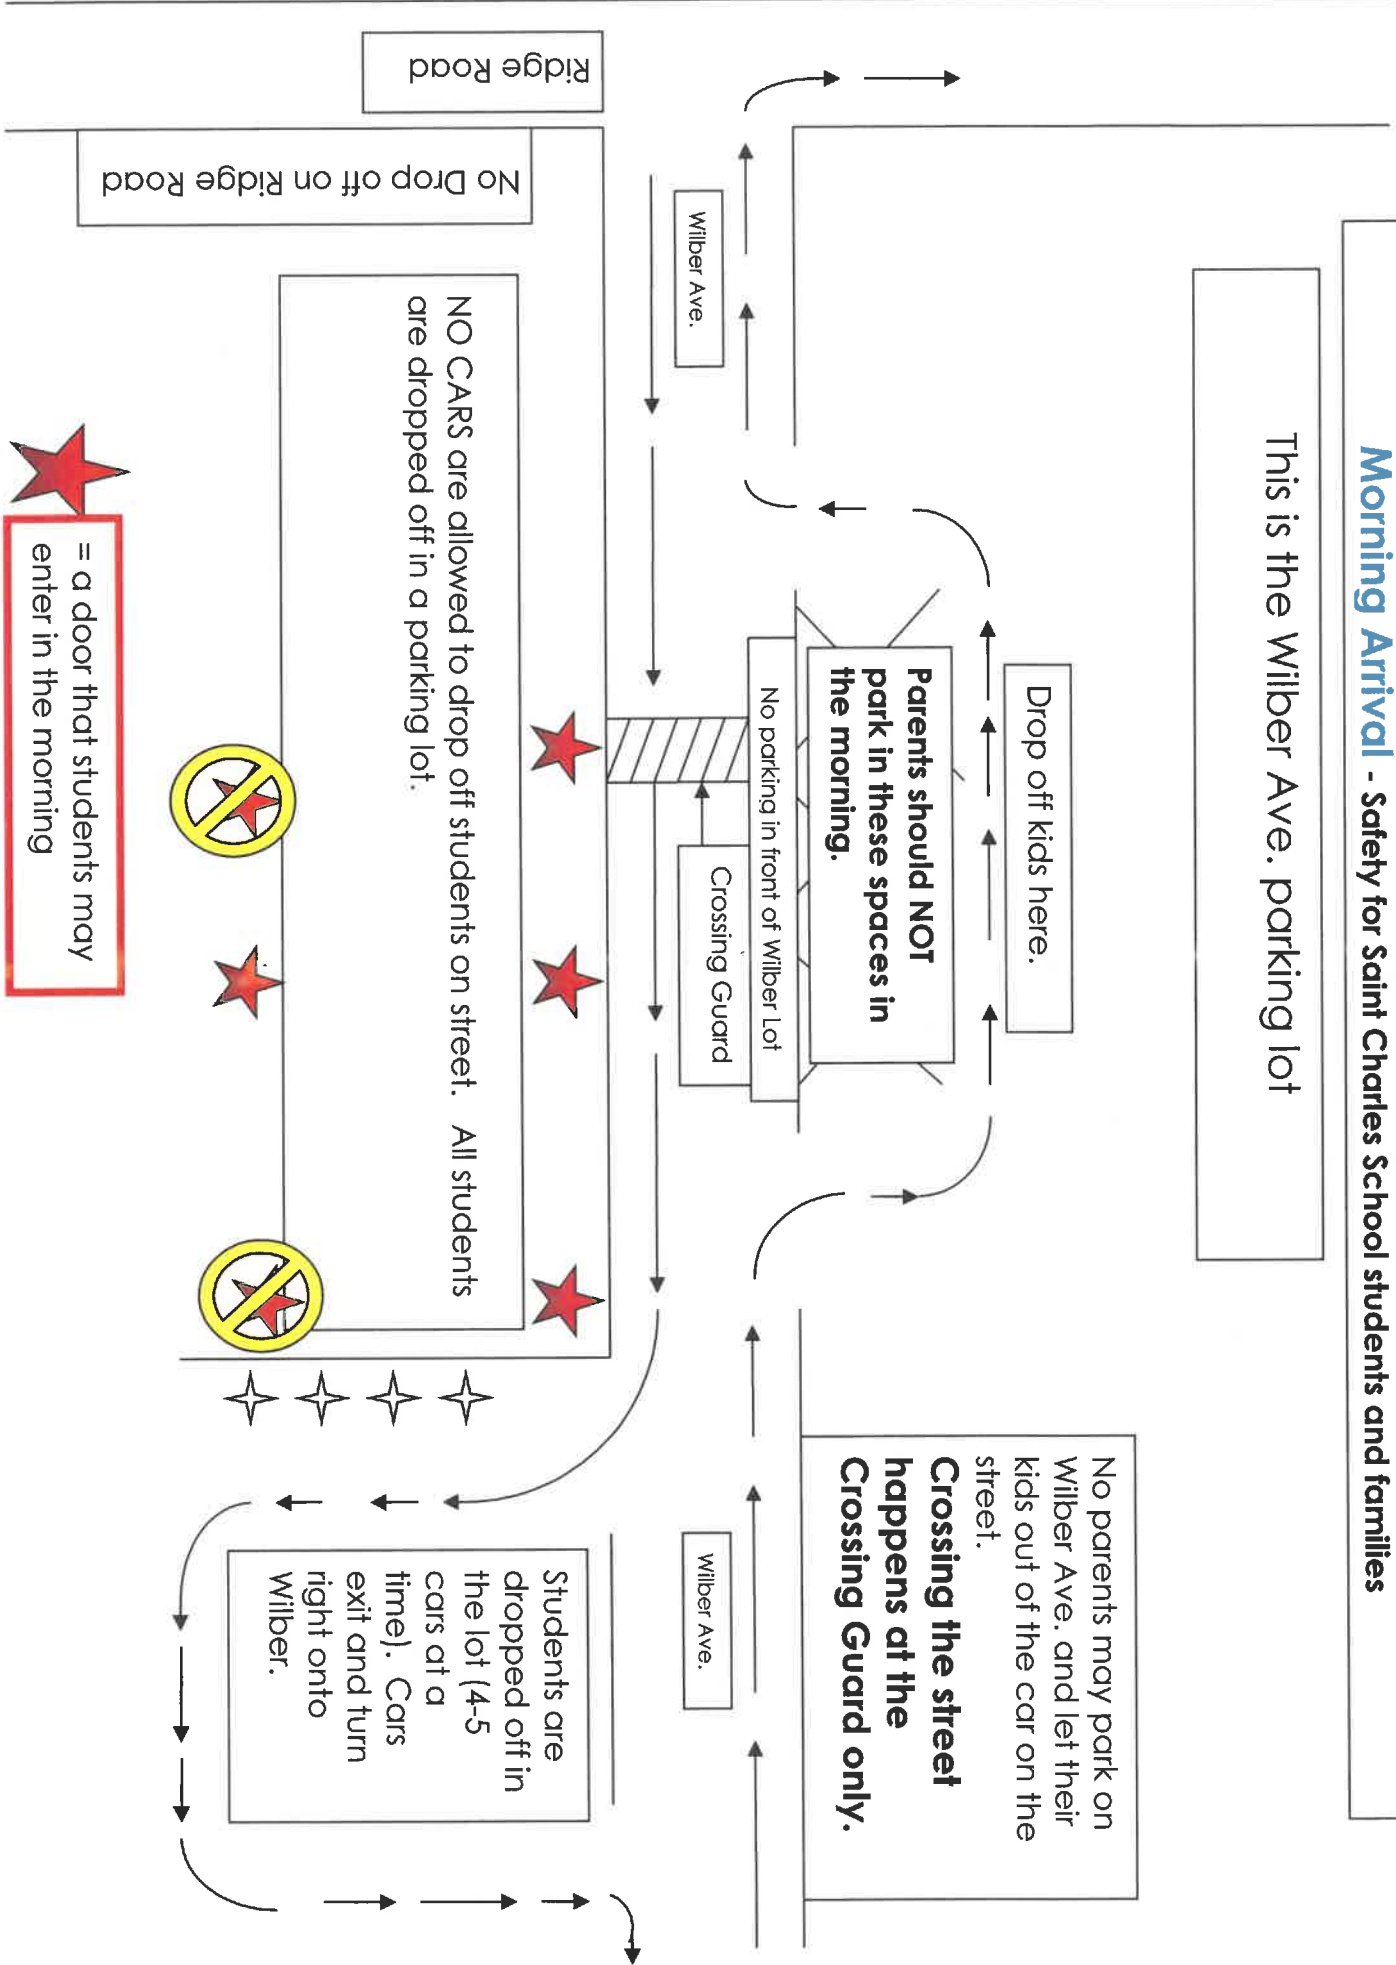 Morning Arrival - Safety for Saint Charles School students and families
This is the Wilber Ave. parking lot
No parents may park on
Wilber Ave. and let their
kids out of the car on the
street.
Crossing the street
happens at the
Crossing Guard only.
Drop off kids here.
Parents should NOT
park in these spaces in
the morning.
No parking in front of Wilber Lot
Crossing Guard
Wilber Ave.
Wilber Ave.
Ridge Road
No Drop off on Ridge Road
NO CARS are allowed to drop off students on street. All students
are dropped off in a parking lot.
Students are
dropped off in
the lot (4-5
cars at a
time). Cars
exit and turn
right onto
Wilber.
= a door that students may
enter in the morning